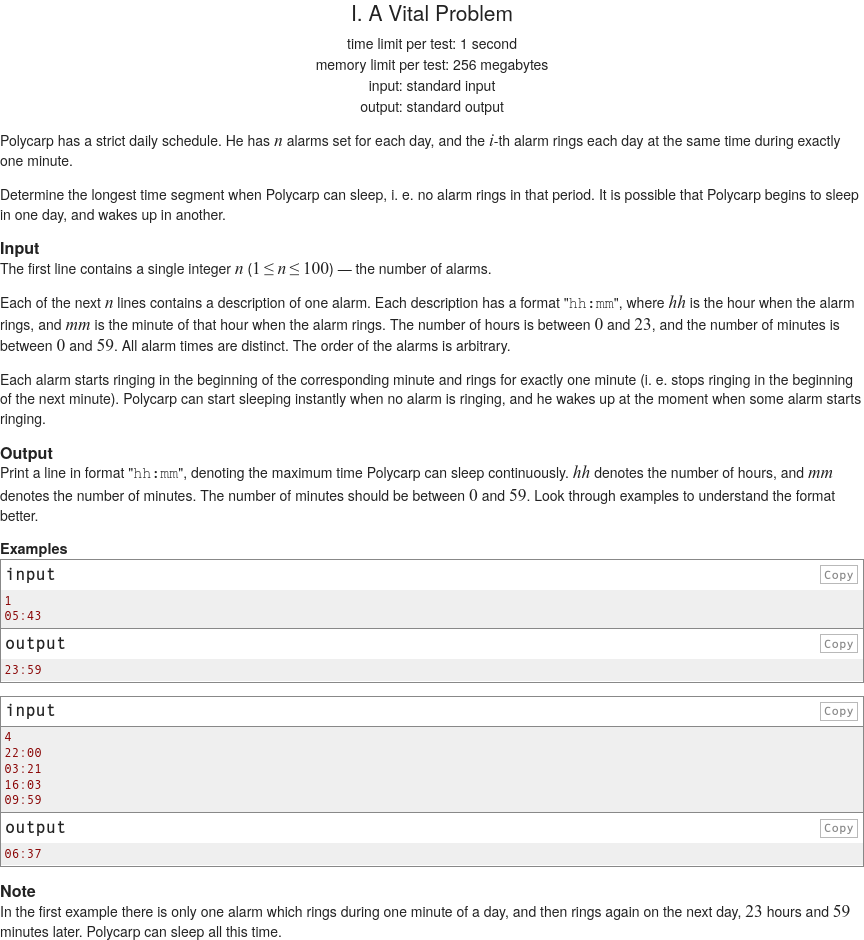 I. A Vital Problem
time limit per test: 1 second
memory limit per test: 256 megabytes
input: standard input
output: standard output
Polycarp has a strict daily schedule. He has n alarms set for each day, and the i-th alarm rings each day at the same time during exactly
one minute.
Determine the longest time segment when Polycarp can sleep, i. e. no alarm rings in that period. It is possible that Polycarp begins to sleep
in one day, and wakes up in another.
Input
The first line contains a single integer n (1 ≤ n ≤ 100) — the number of alarms.
Each of the next n lines contains a description of one alarm. Each description has a format "hh:mm", where hh is the hour when the alarm
rings, and mm is the minute of that hour when the alarm rings. The number of hours is between 0 and 23, and the number of minutes is
between 0 and 59. All alarm times are distinct. The order of the alarms is arbitrary.
Each alarm starts ringing in the beginning of the corresponding minute and rings for exactly one minute (i. e. stops ringing in the beginning
of the next minute). Polycarp can start sleeping instantly when no alarm is ringing, and he wakes up at the moment when some alarm starts
ringing.
Output
Print a line in format "hh:mm", denoting the maximum time Polycarp can sleep continuously. hh denotes the number of hours, and mm
denotes the number of minutes. The number of minutes should be between 0 and 59. Look through examples to understand the format
better.
Examples
input Copy
1
05:43
output Copy
23:59
input Copy
4
22:00
03:21
16:03
09:59
output Copy
06:37
Note
In the first example there is only one alarm which rings during one minute of a day, and then rings again on the next day, 23 hours and 59
minutes later. Polycarp can sleep all this time.